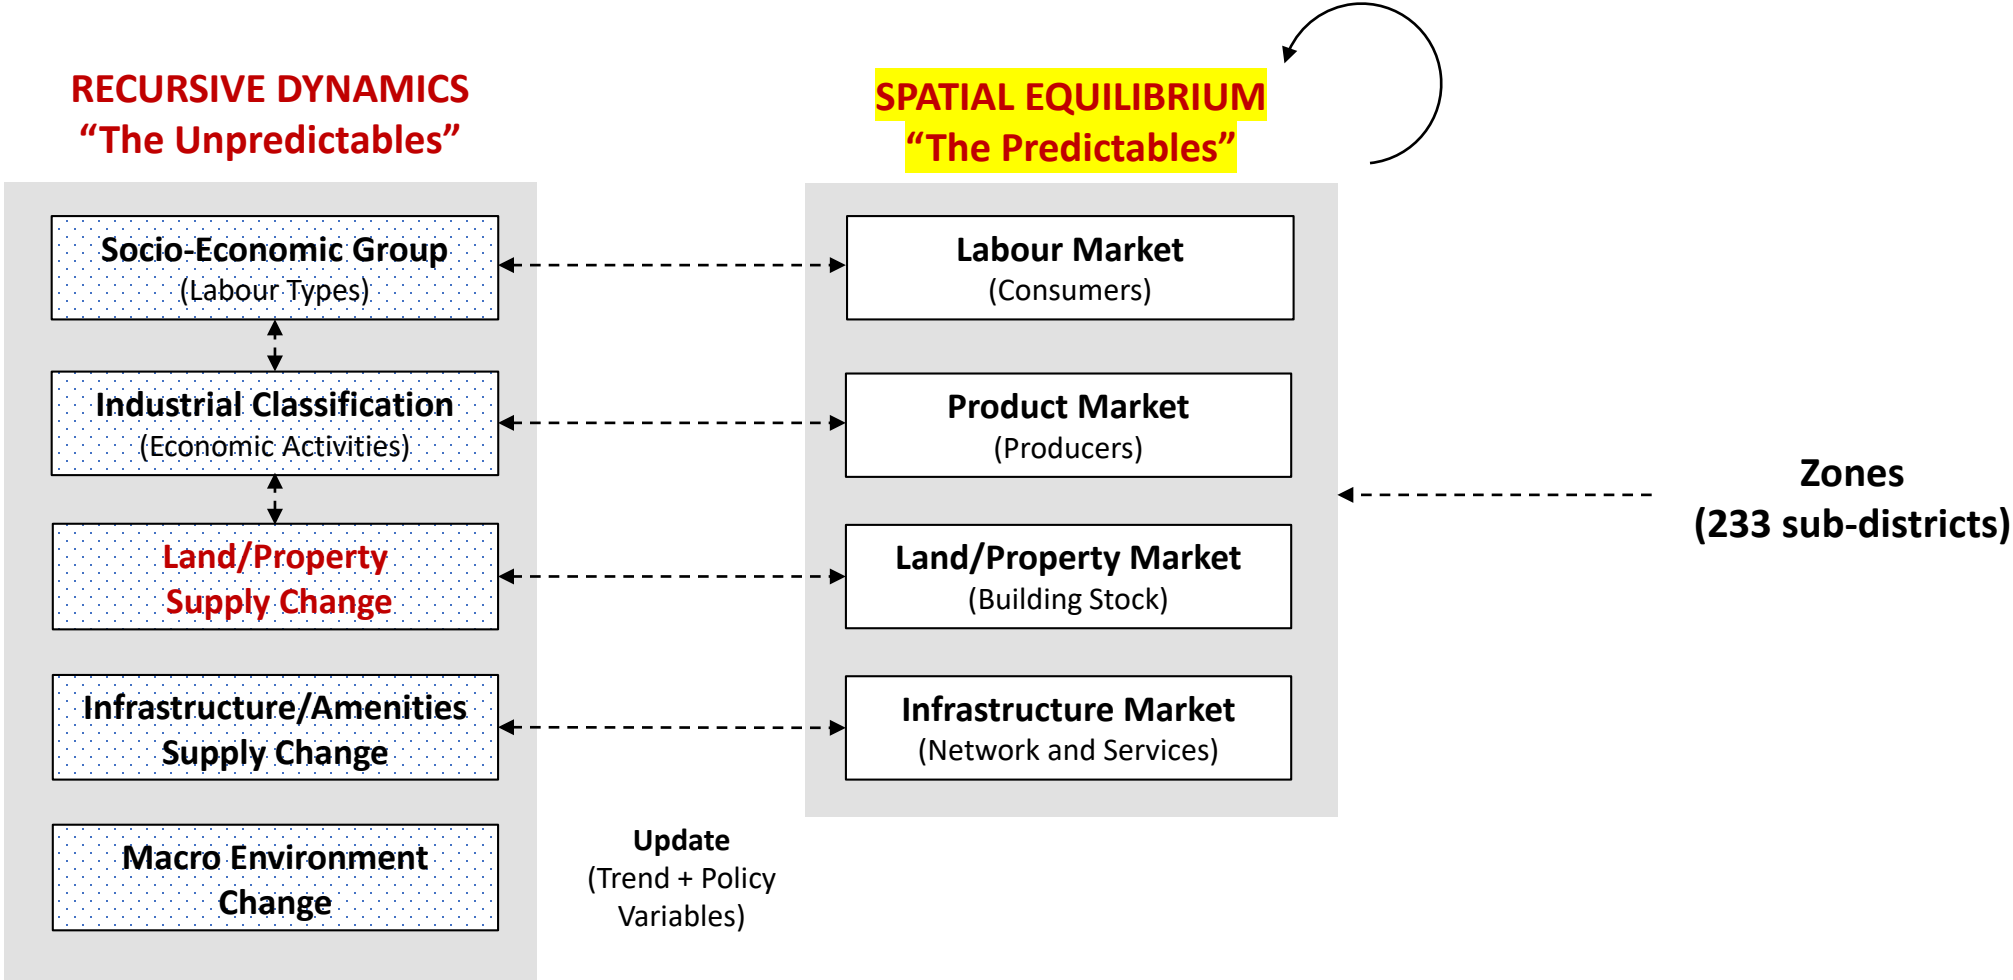 RECURSIVE DYNAMICS
“The Unpredictables”
Socio-Economic Group
(Labour Types)
Industrial Classification
(Economic Activities)
Land/Property
Supply Change
Infrastructure/Amenities
Supply Change
Macro Environment
Change
Update
(Trend + Policy
Variables)
SPATIAL EQUILIBRIUM
“The Predictables”
Labour Market
(Consumers)
Product Market
(Producers)
Land/Property Market
(Building Stock)
Infrastructure Market
(Network and Services)
Zones
(233 sub-districts)